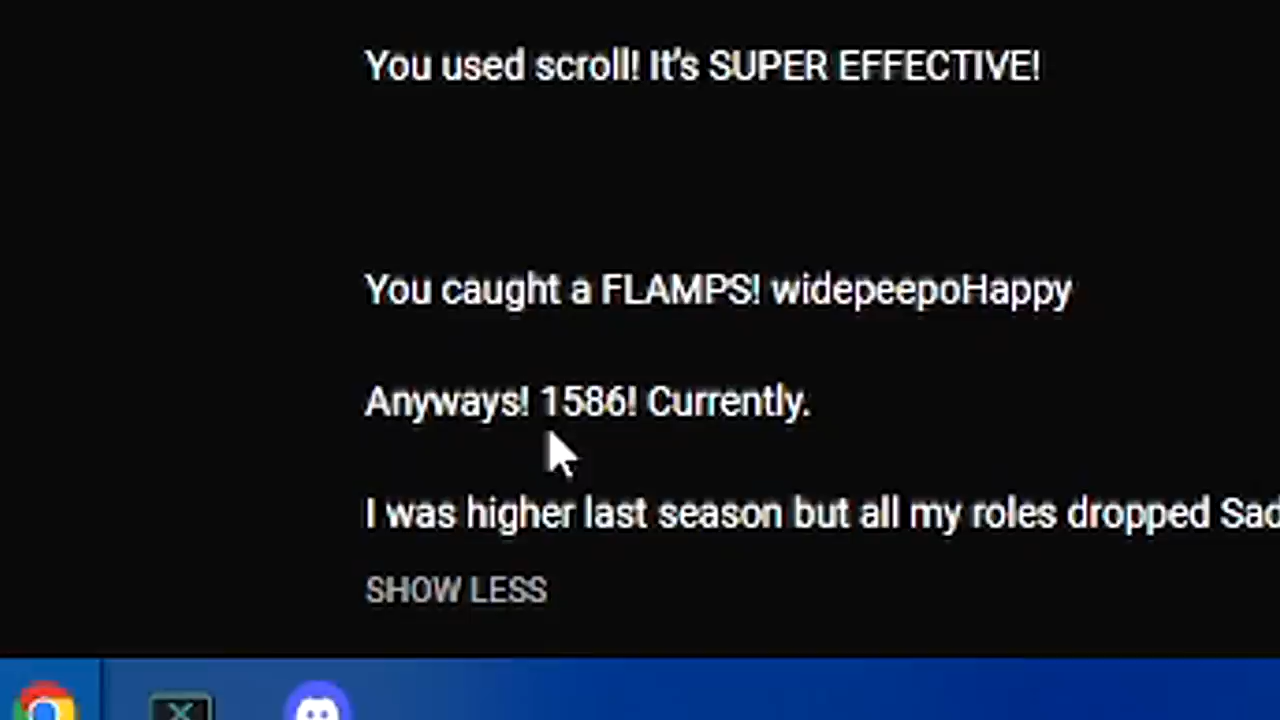 You used scroll! It's SUPER EFFECTIVE!
You caught a FLAMPS! widepeepoHappy
Anyways! 1586! Currently.
I was higher last season but all my roles dropped Sad
SHOW LESS